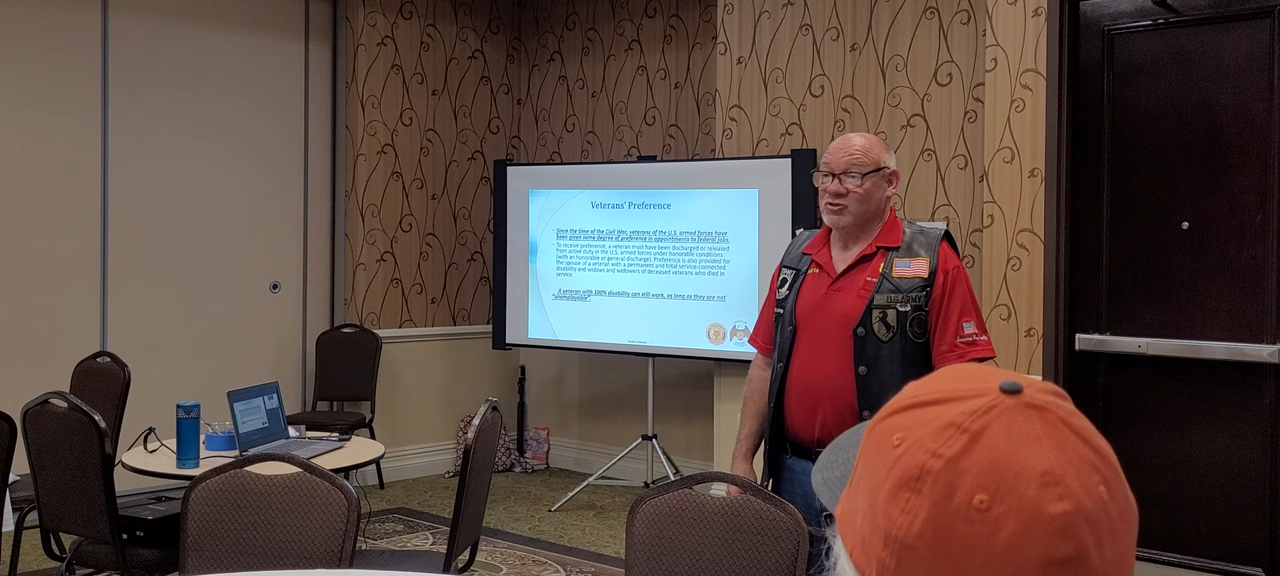 Veterans' Preference
Since the time of the Civil War, veterans of the U.S. armed forces have
been given some degree of preference in appointments to federal jobs.
To receive preference, a veteran must have been discharged or released
from active duty in the U.S. armed forces under honorable conditions
(with an honorable or general discharge). Preference is also provided for
the spouse of a veteran with a permanent and total service-connected
disability and widows and widowers of deceased veterans who died in
service.
A veteran with 100% disability can still work, as long as they are not
"unemployable".
U.S. ARMY